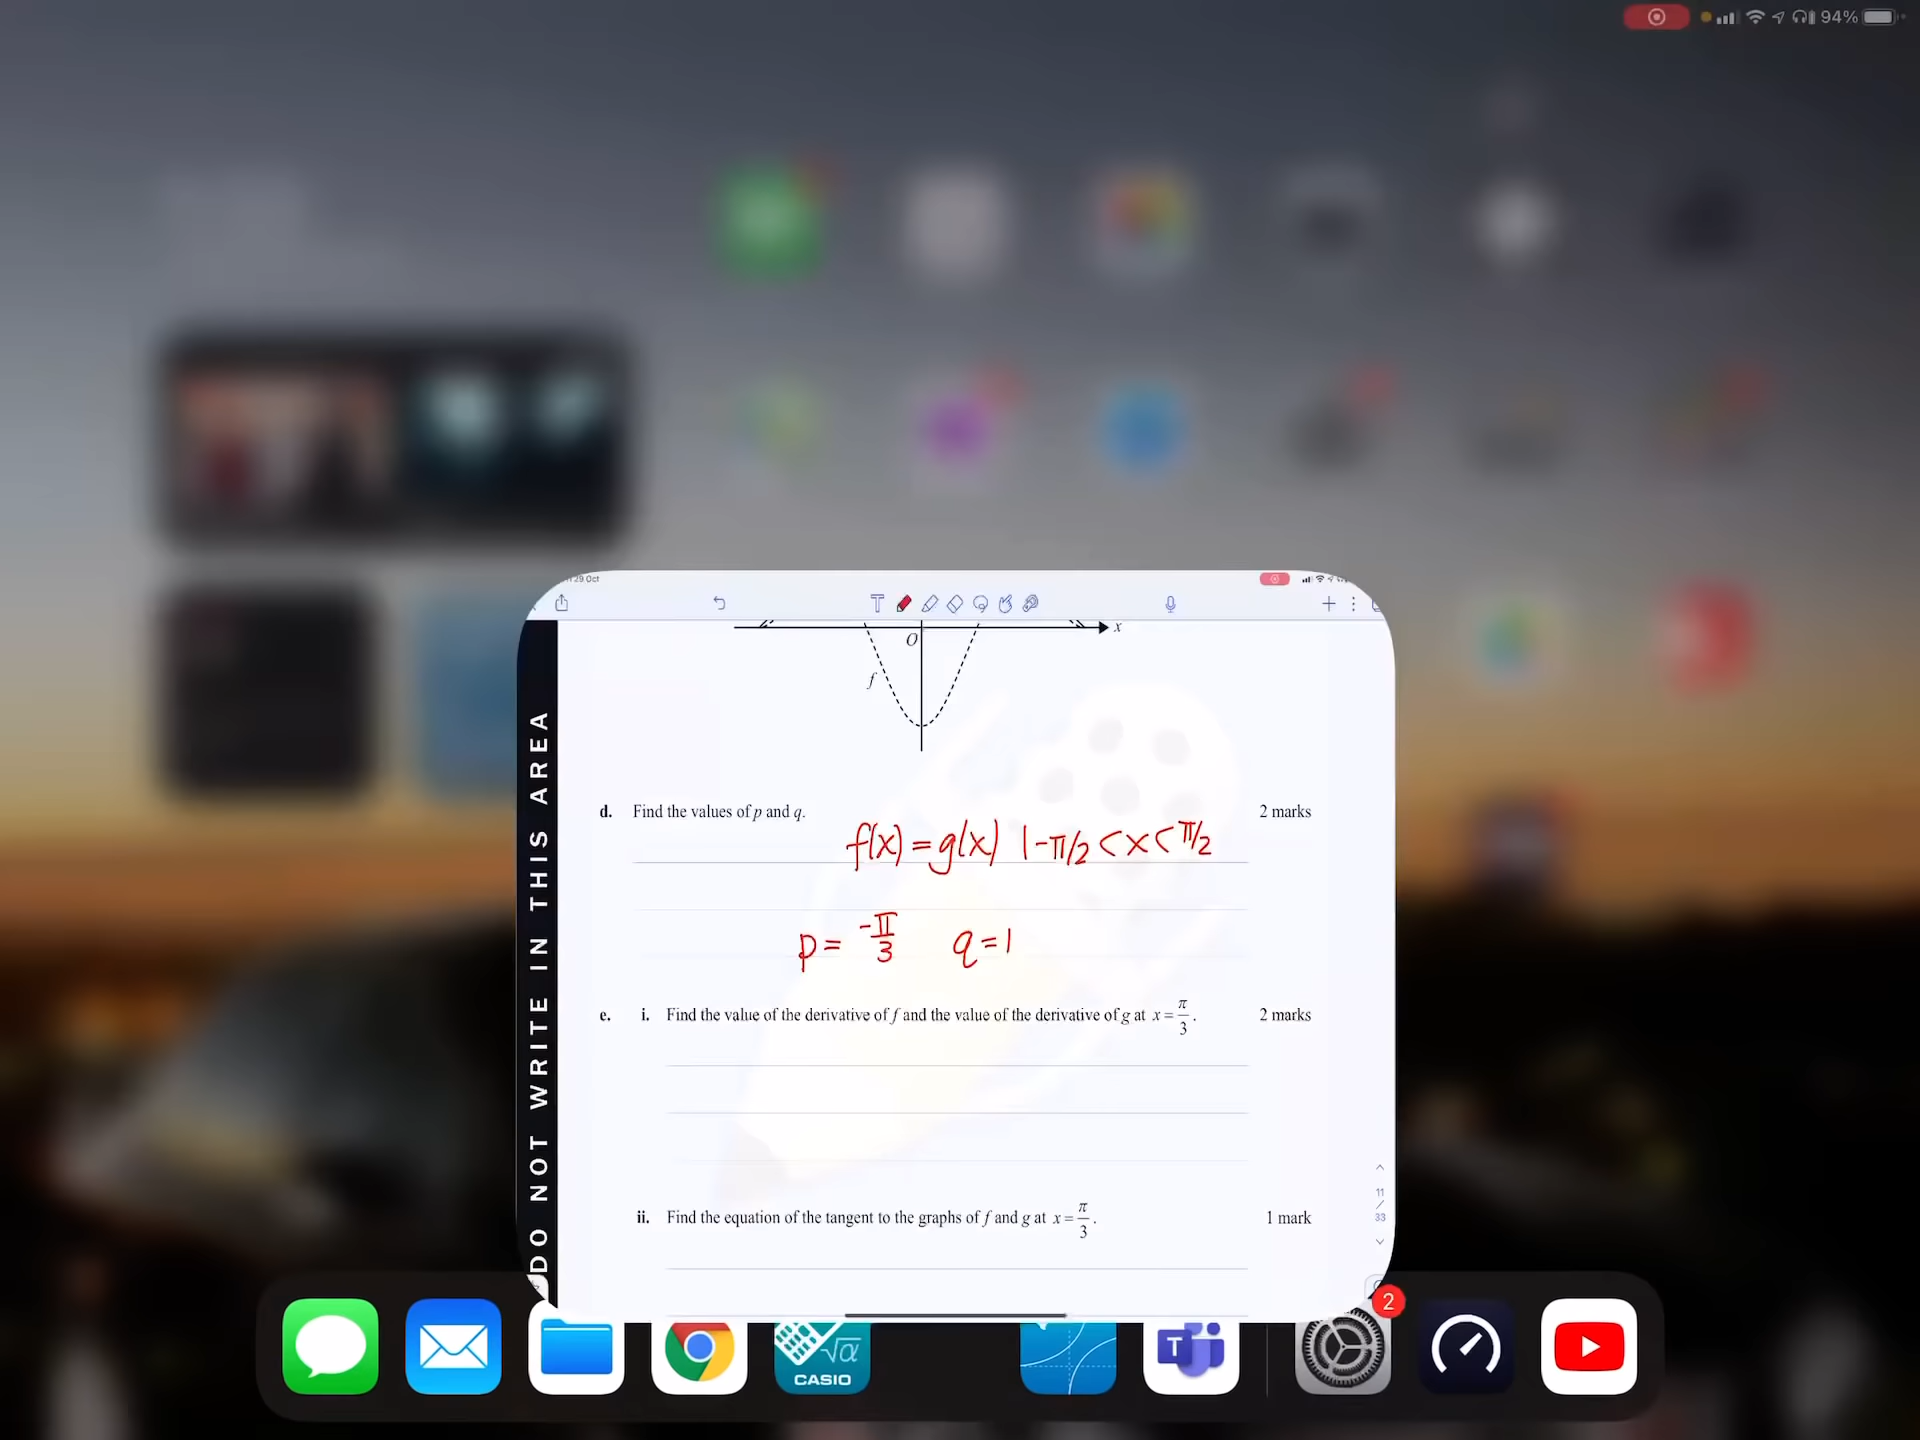 94%
29 Oct
T
x
O
f
d. Find the values of p and q. 2 marks
f(x) = g(x) | -π/2 < x < π/2
p = -π/3 q = 1
e. i. Find the value of the derivative of f and the value of the derivative of g at x = π/3. 2 marks
ii. Find the equation of the tangent to the graphs of f and g at x = π/3. 1 mark
DO NOT WRITE IN THIS AREA
11
/
33
√α
CASIO
T
2